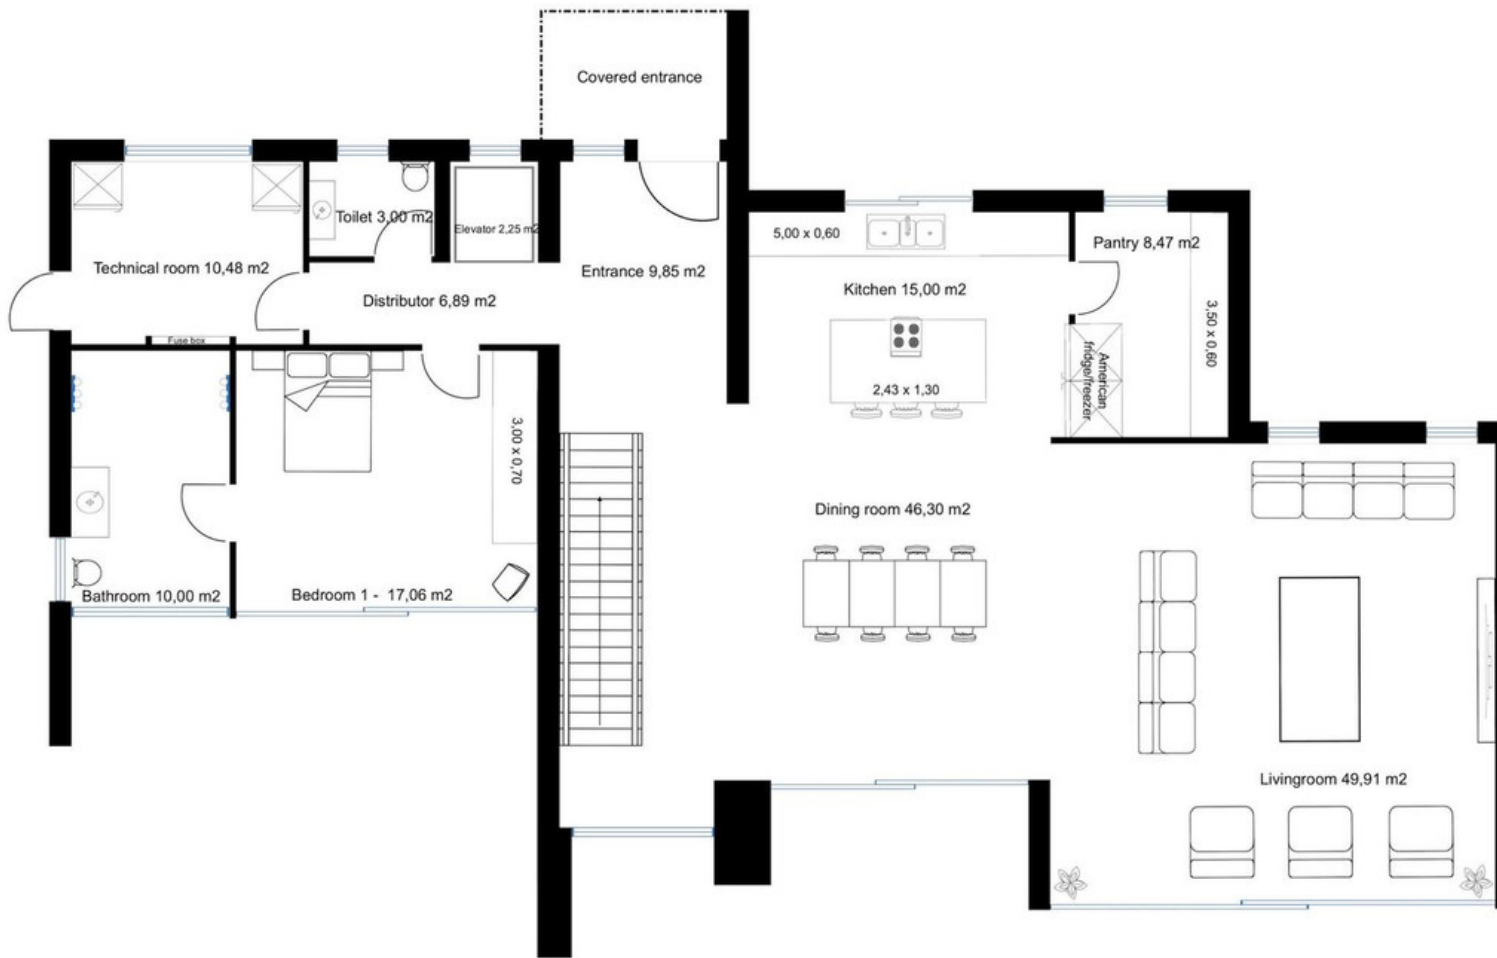 Covered entrance
Toilet 3,00 m2
Elevator 2,25 m2
5,00 x 0,60
Pantry 8,47 m2
Technical room 10,48 m2
Entrance 9,85 m2
Kitchen 15,00 m2
Distributor 6,89 m2
3,50 x 0,60
Fuse box
American
fridge/freezer
2,43 x 1,30
3,00 x 0,70
Dining room 46,30 m2
Bathroom 10,00 m2
Bedroom 1 - 17,06 m2
Livingroom 49,91 m2